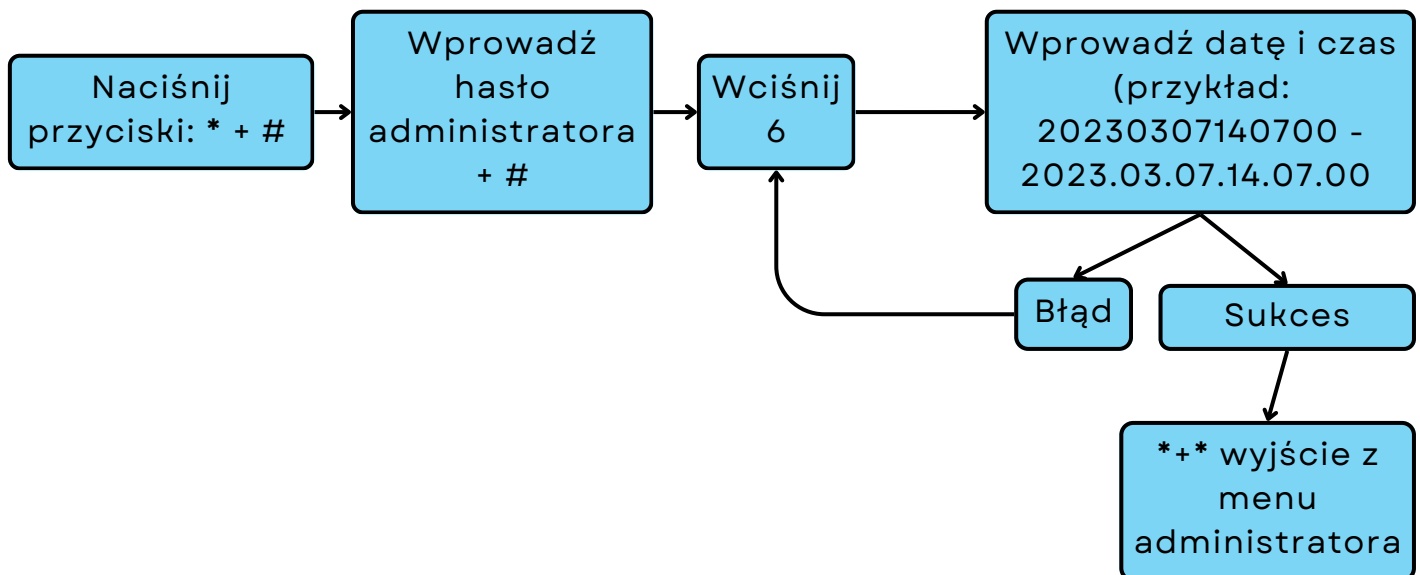 Naciśnij
przyciski: * + #
Wprowadź
hasło
administratora
+ #
Wciśnij
6
Wprowadź datę i czas
(przykład:
20230307140700 -
2023.03.07.14.07.00
Błąd
Sukces
*+* wyjście z
menu
administratora